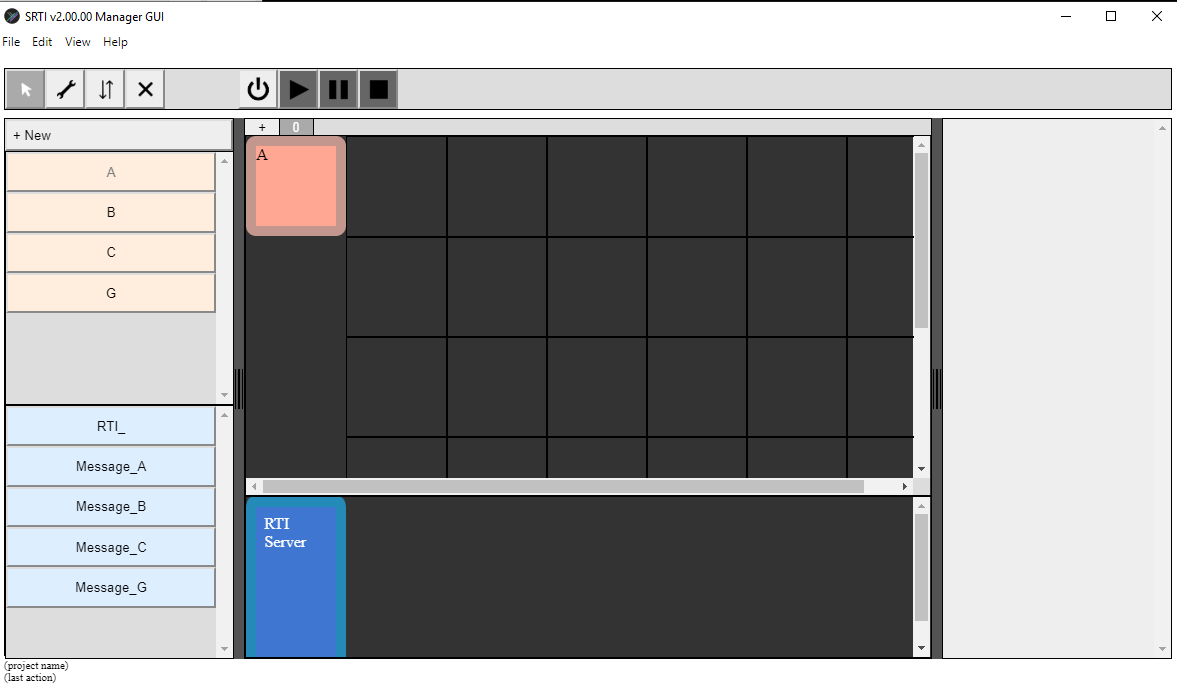 SRTI v2.00.00 Manager GUI
File Edit View Help
+ New
A
B
C
G
RTI_
Message_A
Message_B
Message_C
Message_G
+ 0
A
RTI
Server
(project name)
(last action)